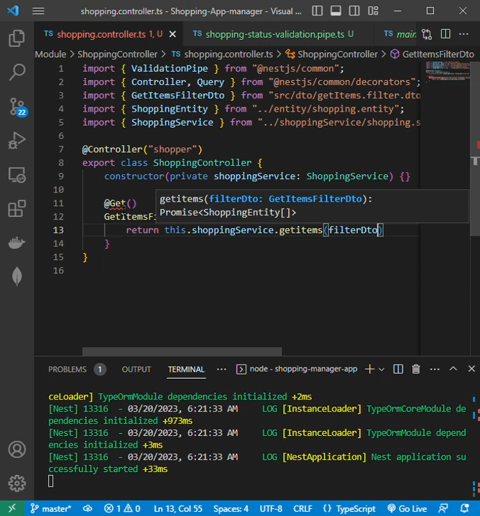 shopping.controller.ts - Shopping-App-manager - Visual ...
TS shopping.controller.ts 1, U
TS shopping-status-validation.pipe.ts U
TS main
Module > ShoppingController > TS shopping.controller.ts > ShoppingController > GetItemsFilterDto
1 import { ValidationPipe } from "@nestjs/common";
2 import { Controller, Query } from "@nestjs/common/decorators";
3 import { GetItemsFilterDto } from "src/dto/getItems.filter.dto
4 import { ShoppingEntity } from "../entity/shopping.entity";
5 import { ShoppingService } from "../shoppingService/shopping.s
6
7 @Controller("shopper")
8 export class ShoppingController {
9 constructor(private shoppingService: ShoppingService) {}
10
getitems(filterDto: GetItemsFilterDto):
11 @Get()
Promise<ShoppingEntity[]>
12 GetItemsFi
13 return this.shoppingService.getitems(filterDto)
14 }
15 }
16
22
PROBLEMS 1 OUTPUT TERMINAL ... node - shopping-manager-app
ceLoader] TypeOrmModule dependencies initialized +2ms
[Nest] 13316 - 03/20/2023, 6:21:33 AM LOG [InstanceLoader] TypeOrmCoreModule de
pendencies initialized +973ms
[Nest] 13316 - 03/20/2023, 6:21:33 AM LOG [InstanceLoader] TypeOrmModule depend
encies initialized +3ms
[Nest] 13316 - 03/20/2023, 6:21:33 AM LOG [NestApplication] Nest application su
ccessfully started +33ms
master* 1 0 Ln 13, Col 55 Spaces: 4 UTF-8 CRLF {} TypeScript Go Live